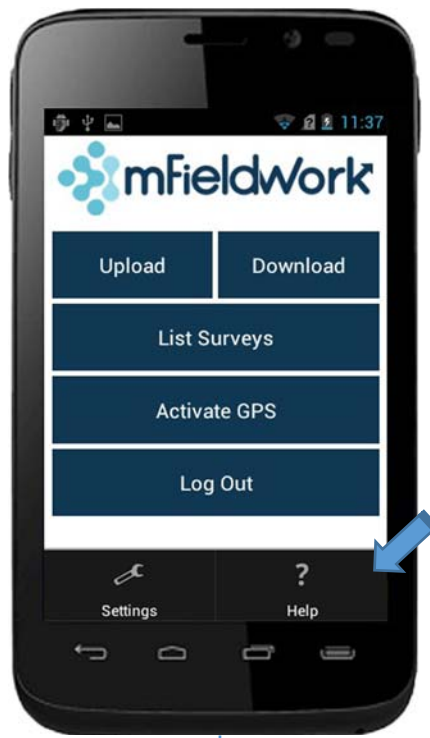 11:37
mFieldWork
Upload Download
List Surveys
Activate GPS
Log Out
?
Settings Help